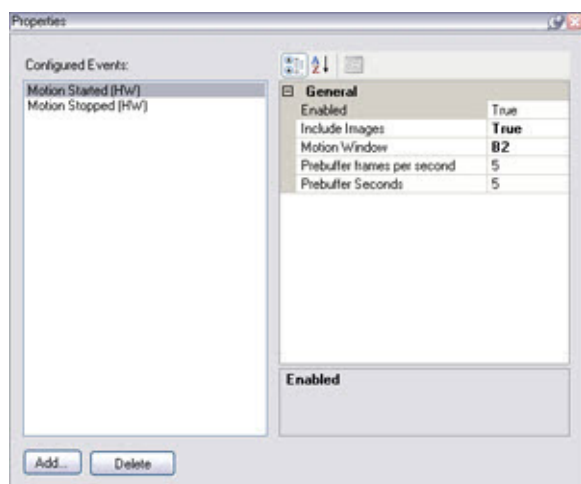 Properties
Configured Events:
Motion Started (HW)
Motion Stopped (HW)
General
Enabled True
Include Images True
Motion Window B2
Prebuffer frames per second 5
Prebuffer Seconds 5
Enabled
Add... Delete